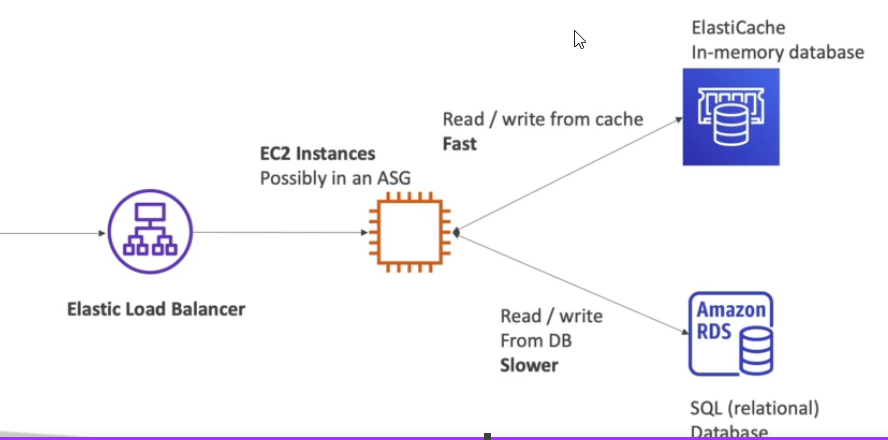 ElastiCache
In-memory database
Read / write from cache
Fast
EC2 Instances
Possibly in an ASG
Elastic Load Balancer
Read / write
From DB
Slower
Amazon
RDS
SQL (relational)
Database